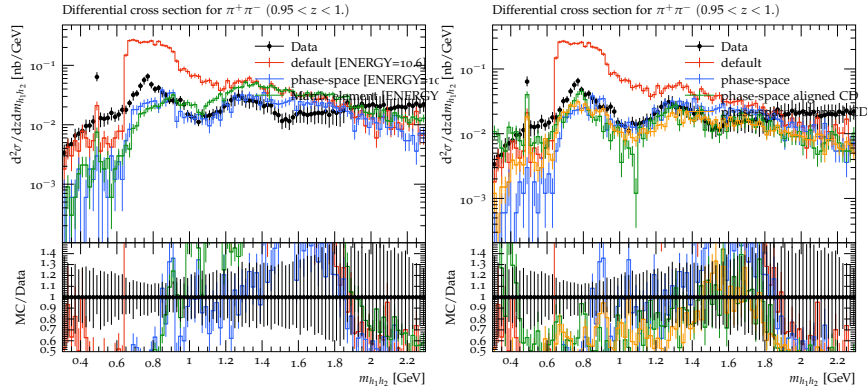 Differential cross section for π⁺π⁻ (0.95 < z < 1.)
d²σ/dzdm_{h₁h₂} [nb/GeV]
10⁻¹
10⁻²
10⁻³
Data
default [ENERGY=10.6]
phase-space [ENERGY=10
Matrix element [ENERGY
MC/Data
1.4
1.3
1.2
1.1
1
0.9
0.8
0.7
0.6
0.5
0.4 0.6 0.8 1 1.2 1.4 1.6 1.8 2 2.2
m_{h₁h₂} [GeV]
Differential cross section for π⁺π⁻ (0.95 < z < 1.)
d²σ/dzdm_{h₁h₂} [nb/GeV]
10⁻¹
10⁻²
10⁻³
Data
default
phase-space
phase-space aligned CD
MC/Data
1.4
1.3
1.2
1.1
1
0.9
0.8
0.7
0.6
0.5
0.4 0.6 0.8 1 1.2 1.4 1.6 1.8 2 2.2
m_{h₁h₂} [GeV]